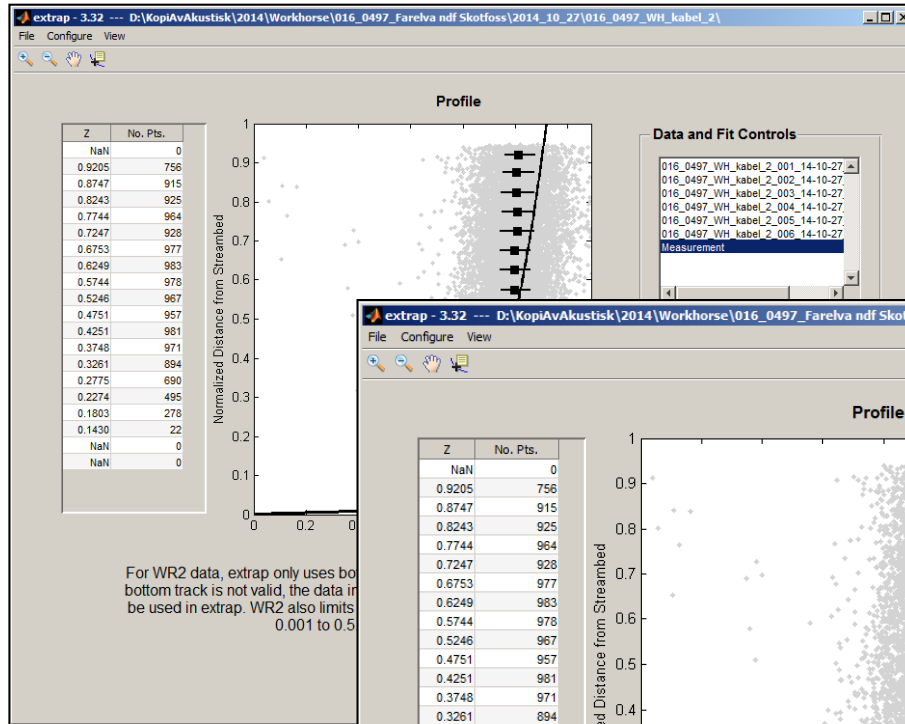 extrap - 3.32 --- D:\KopiAvAkustisk\2014\Workhorse\016_0497_Farelva ndf Skotfoss\2014_10_27\016_0497_WH_kabel_2\
File Configure View
Profile
Z No. Pts.
NaN 0
0.9205 756
0.8747 915
0.8243 925
0.7744 964
0.7247 928
0.6753 977
0.6249 983
0.5744 978
0.5246 967
0.4751 957
0.4251 981
0.3748 971
0.3261 894
0.2775 690
0.2274 495
0.1803 278
0.1430 22
NaN 0
NaN 0
Normalized Distance from Streambed
1
0.9
0.8
0.7
0.6
0.5
0.4
0.3
0.2
0.1
0
0 0.2
Data and Fit Controls
016_0497_WH_kabel_2_001_14-10-27_
016_0497_WH_kabel_2_002_14-10-27_
016_0497_WH_kabel_2_003_14-10-27_
016_0497_WH_kabel_2_004_14-10-27_
016_0497_WH_kabel_2_005_14-10-27_
016_0497_WH_kabel_2_006_14-10-27_
Measurement
For WR2 data, extrap only uses bo
bottom track is not valid, the data in
be used in extrap. WR2 also limits
0.001 to 0.5
extrap - 3.32 --- D:\KopiAvAkustisk\2014\Workhorse\016_0497_Farelva ndf Skot
File Configure View
Profile
Z No. Pts.
NaN 0
0.9205 756
0.8747 915
0.8243 925
0.7744 964
0.7247 928
0.6753 977
0.6249 983
0.5744 978
0.5246 967
0.4751 957
0.4251 981
0.3748 971
0.3261 894
ed Distance from Streambed
1
0.9
0.8
0.7
0.6
0.5
0.4